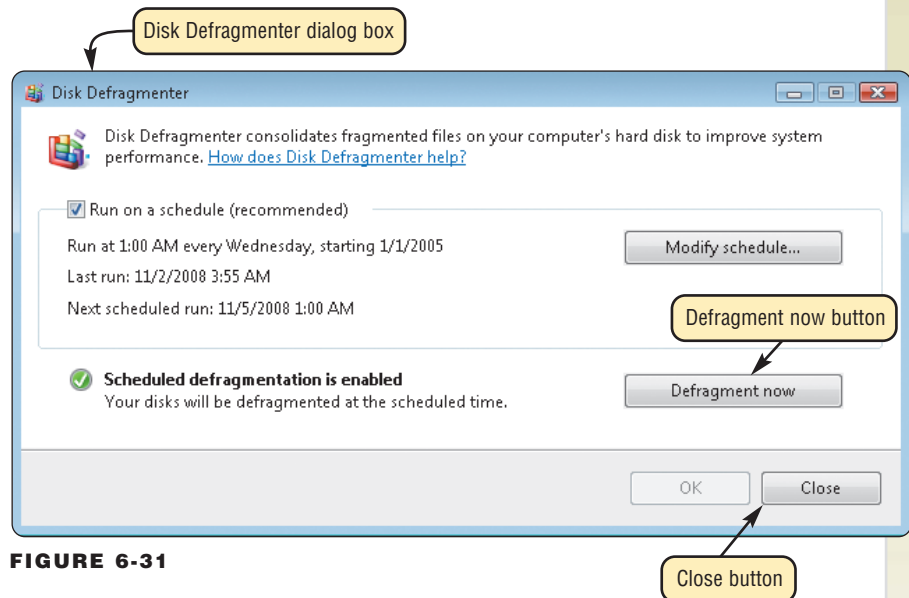 Disk Defragmenter dialog box
Disk Defragmenter
Disk Defragmenter consolidates fragmented files on your computer's hard disk to improve system
performance. How does Disk Defragmenter help?
Run on a schedule (recommended)
Run at 1:00 AM every Wednesday, starting 1/1/2005
Modify schedule...
Last run: 11/2/2008 3:55 AM
Next scheduled run: 11/5/2008 1:00 AM
Defragment now button
Scheduled defragmentation is enabled
Your disks will be defragmented at the scheduled time.
Defragment now
OK
Close
FIGURE 6-31
Close button